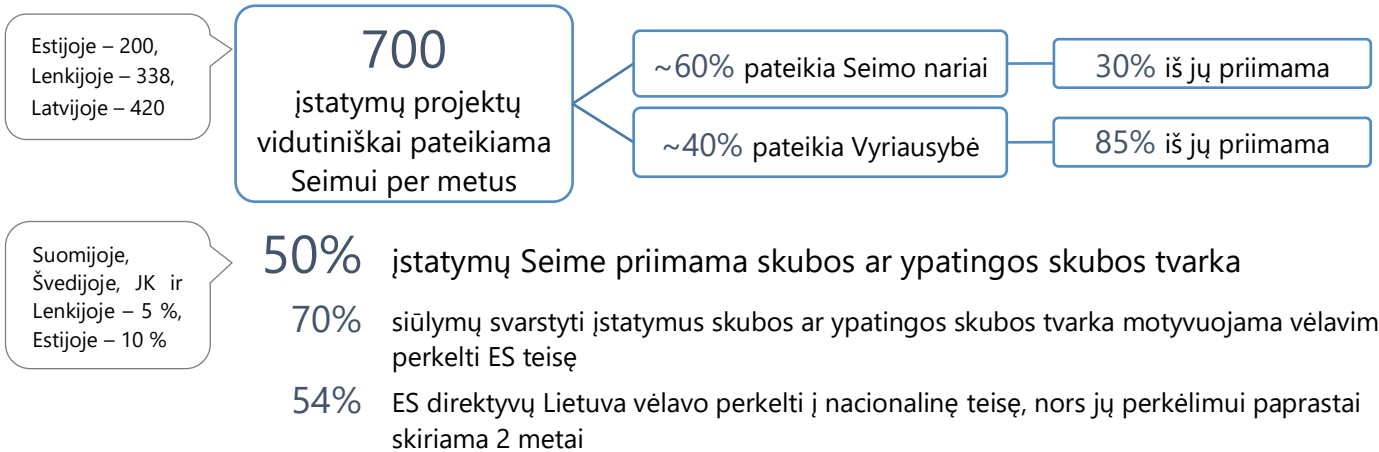 Estijoje – 200,
Lenkijoje – 338,
Latvijoje – 420
700
įstatymų projektų
vidutiniškai pateikiama
Seimui per metus
~60% pateikia Seimo nariai
30% iš jų priimama
~40% pateikia Vyriausybė
85% iš jų priimama
Suomijoje,
Švedijoje, JK ir
Lenkijoje – 5 %,
Estijoje – 10 %
50% įstatymų Seime priimama skubos ar ypatingos skubos tvarka
70% siūlymų svarstyti įstatymus skubos ar ypatingos skubos tvarka motyvuojama vėlavim
perkelti ES teisę
54% ES direktyvų Lietuva vėlavo perkelti į nacionalinę teisę, nors jų perkėlimui paprastai
skiriama 2 metai